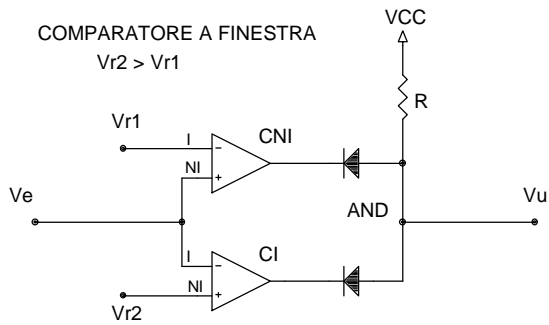 COMPARATORE A FINESTRA
Vr2 > Vr1
VCC
R
Vr1
I
−
CNI
NI
+
Ve
AND
Vu
I
−
CI
NI
+
Vr2